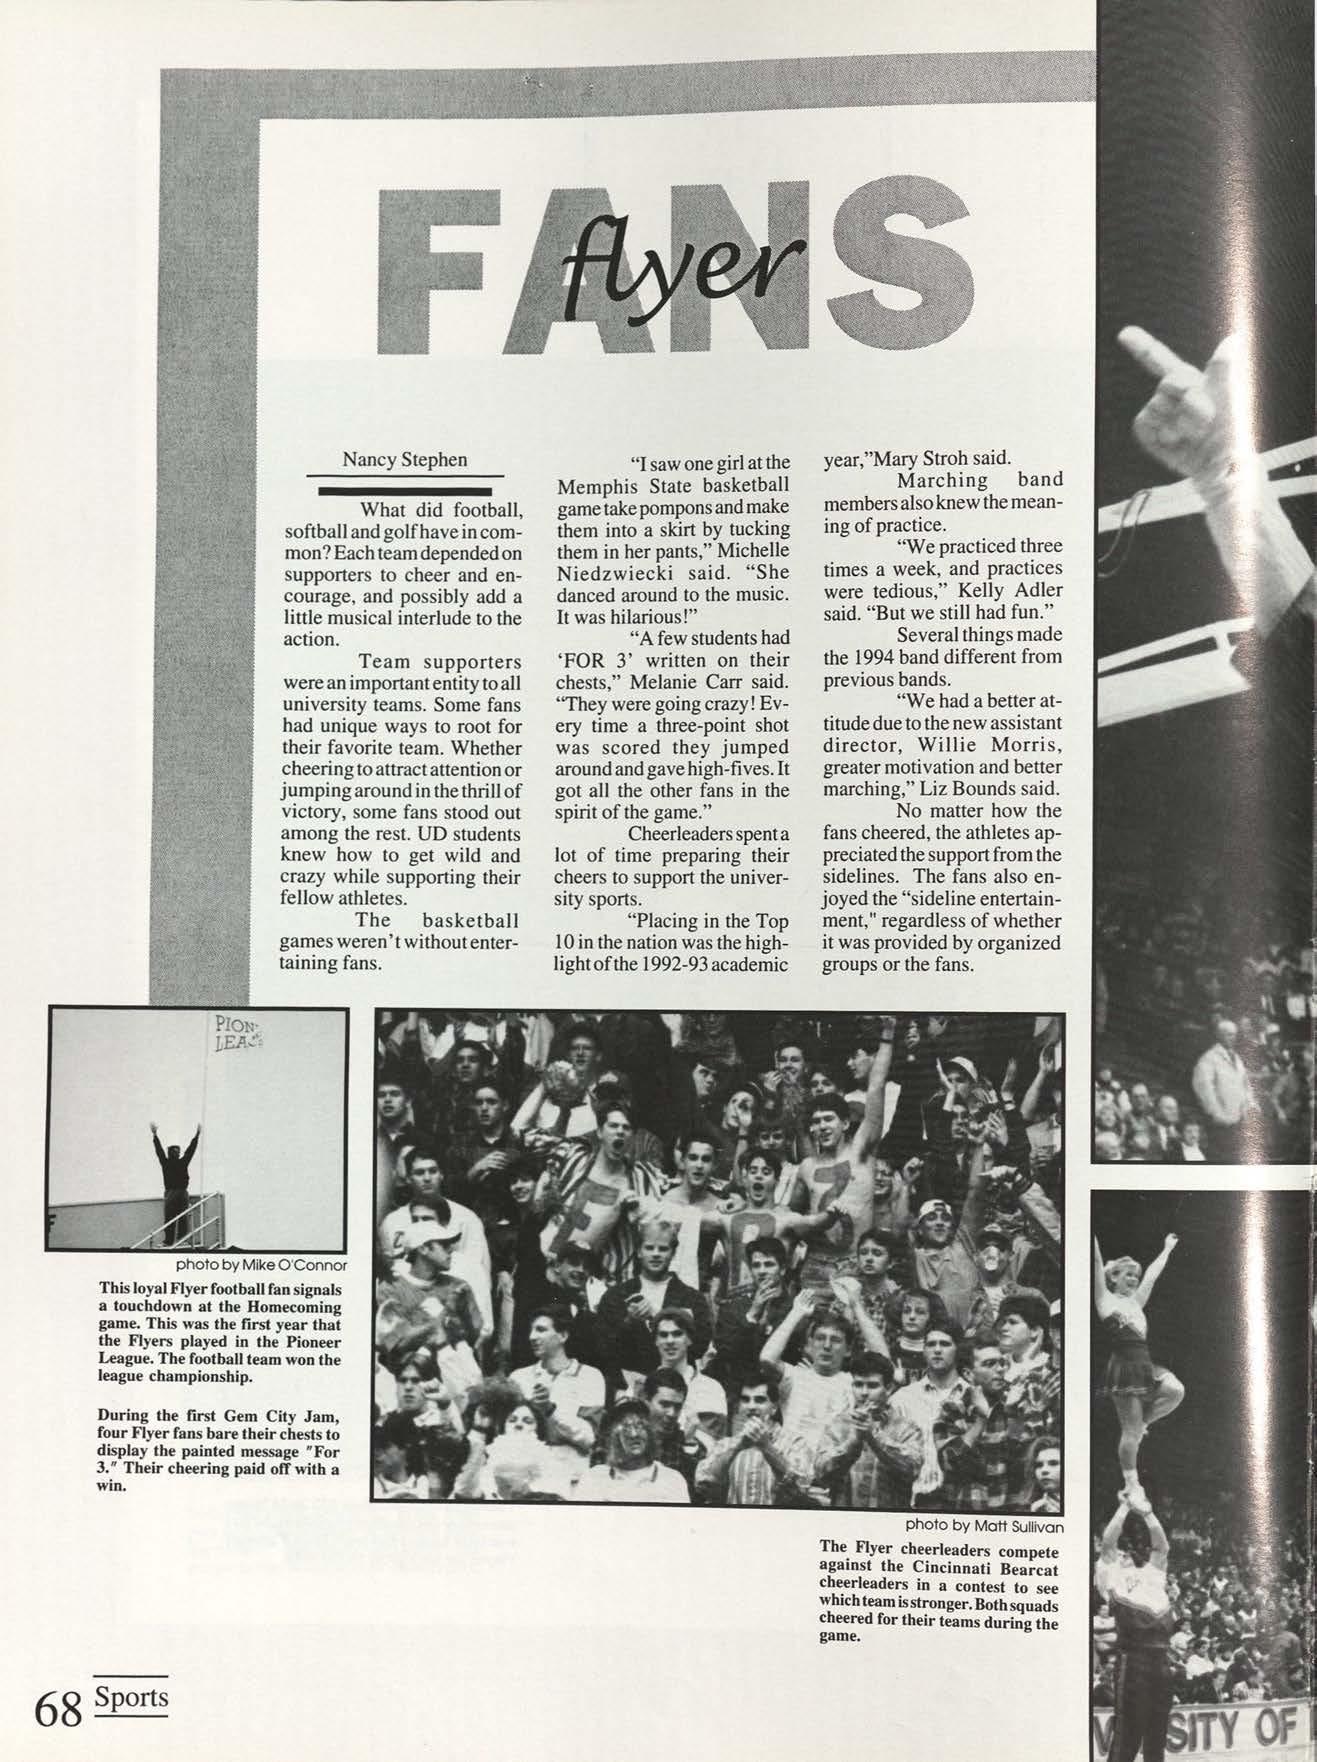 FANS
flyer
Nancy Stephen
What did football,
softball and golf have in com-
mon? Each team depended on
supporters to cheer and en-
courage, and possibly add a
little musical interlude to the
action.
Team supporters
were an important entity to all
university teams. Some fans
had unique ways to root for
their favorite team. Whether
cheering to attract attention or
jumping around in the thrill of
victory, some fans stood out
among the rest. UD students
knew how to get wild and
crazy while supporting their
fellow athletes.
The basketball
games weren't without enter-
taining fans.
"I saw one girl at the
Memphis State basketball
game take pompons and make
them into a skirt by tucking
them in her pants," Michelle
Niedzwiecki said. "She
danced around to the music.
It was hilarious!"
"A few students had
'FOR 3' written on their
chests," Melanie Carr said.
"They were going crazy! Ev-
ery time a three-point shot
was scored they jumped
around and gave high-fives. It
got all the other fans in the
spirit of the game."
Cheerleaders spent a
lot of time preparing their
cheers to support the univer-
sity sports.
"Placing in the Top
10 in the nation was the high-
light of the 1992-93 academic
year,"Mary Stroh said.
Marching band
members also knew the mean-
ing of practice.
"We practiced three
times a week, and practices
were tedious," Kelly Adler
said. "But we still had fun."
Several things made
the 1994 band different from
previous bands.
"We had a better at-
titude due to the new assistant
director, Willie Morris,
greater motivation and better
marching," Liz Bounds said.
No matter how the
fans cheered, the athletes ap-
preciated the support from the
sidelines. The fans also en-
joyed the "sideline entertain-
ment," regardless of whether
it was provided by organized
groups or the fans.
PION
LEAG
F
photo by Mike O'Connor
This loyal Flyer football fan signals
a touchdown at the Homecoming
game. This was the first year that
the Flyers played in the Pioneer
League. The football team won the
league championship.
During the first Gem City Jam,
four Flyer fans bare their chests to
display the painted message "For
3." Their cheering paid off with a
win.
F O R 3
photo by Matt Sullivan
The Flyer cheerleaders compete
against the Cincinnati Bearcat
cheerleaders in a contest to see
which team is stronger. Both squads
cheered for their teams during the
game.
V SITY OF
68 Sports